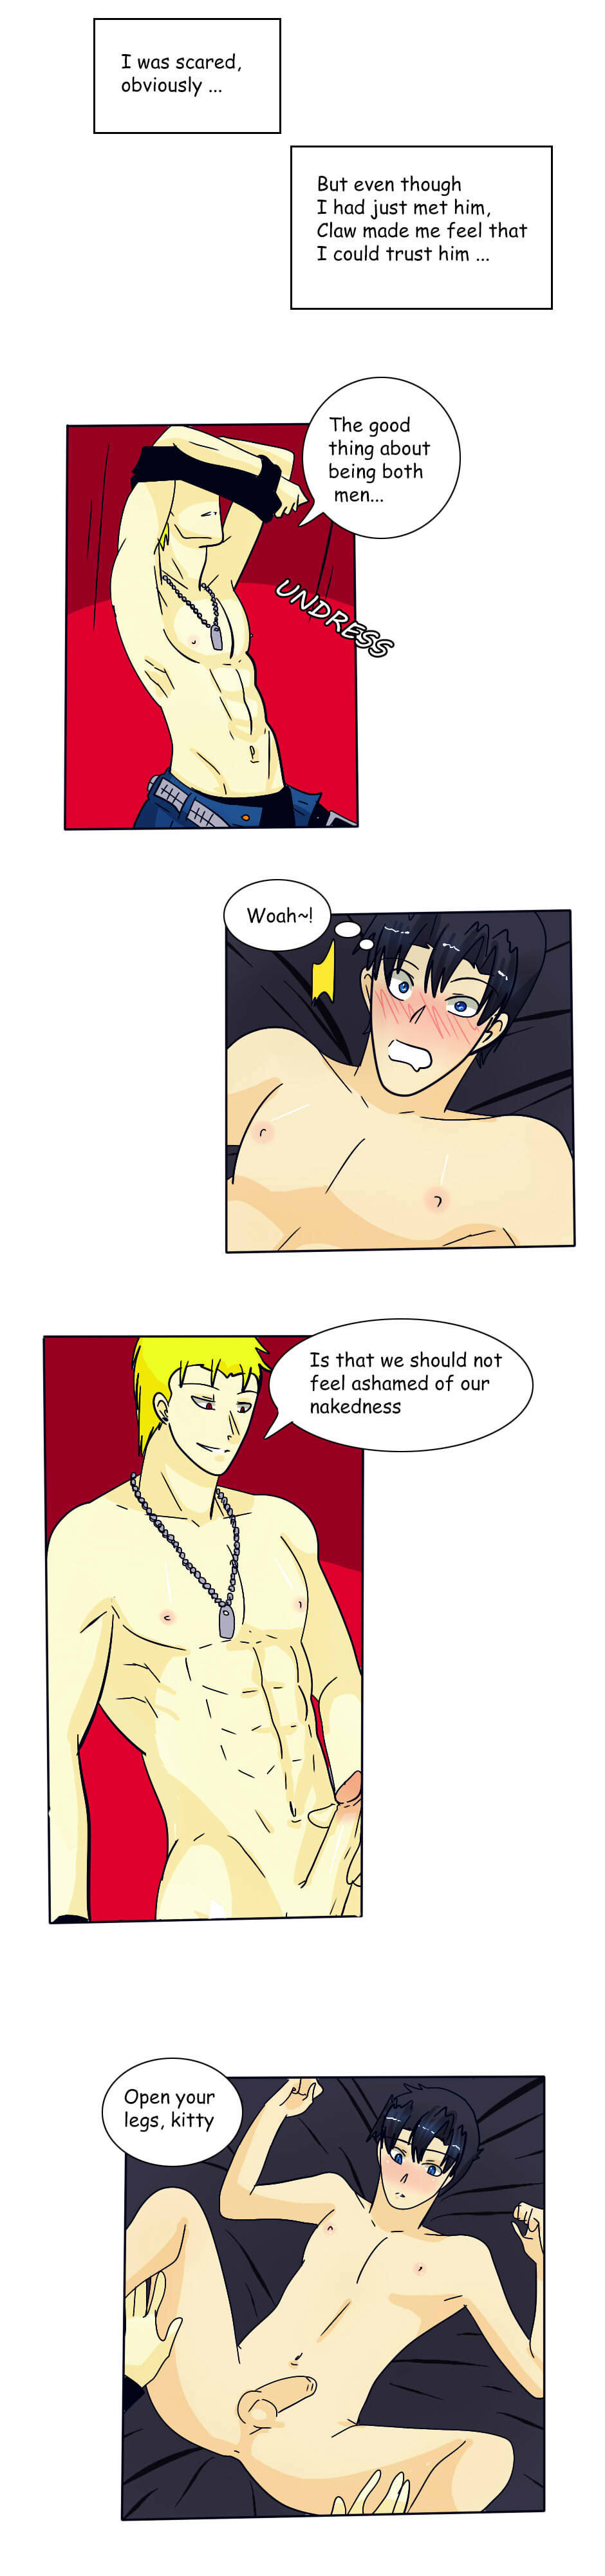 I was scared,
obviously ...
But even though
I had just met him,
Claw made me feel that
I could trust him ...
The good
thing about
being both
men...
UNDRESS
Woah~!
Is that we should not
feel ashamed of our
nakedness
Open your
legs, kitty